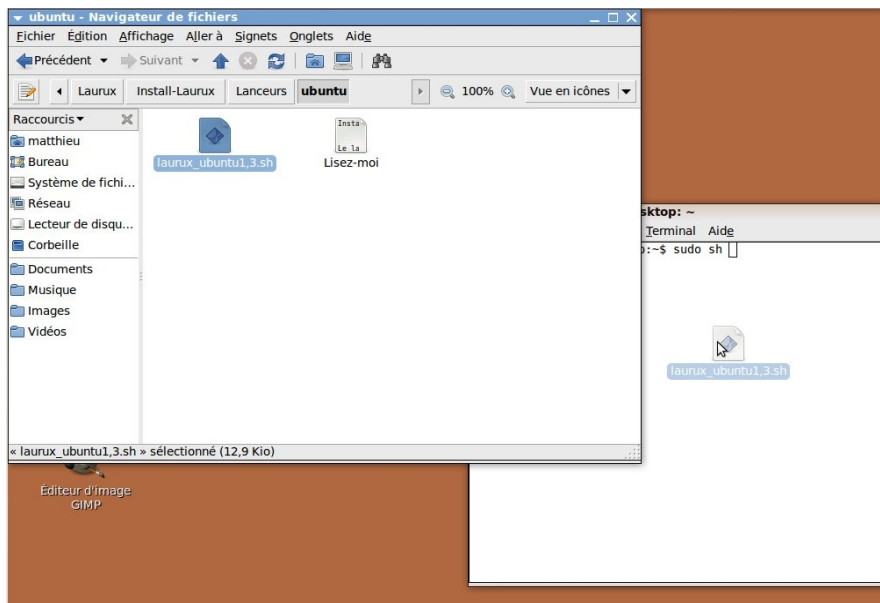 ubuntu - Navigateur de fichiers
Fichier Édition Affichage Aller à Signets Onglets Aide
Précédent Suivant
Laurux Install-Laurux Lanceurs ubuntu 100% Vue en icônes
Raccourcis
matthieu
Bureau
Système de fichi...
Réseau
Lecteur de disqu...
Corbeille
Documents
Musique
Images
Vidéos
laurux_ubuntu1,3.sh
Insta
Le la
Lisez-moi
« laurux_ubuntu1,3.sh » sélectionné (12,9 Kio)
sktop: ~
Terminal Aide
:~$ sudo sh
laurux_ubuntu1,3.sh
Éditeur d'image
GIMP